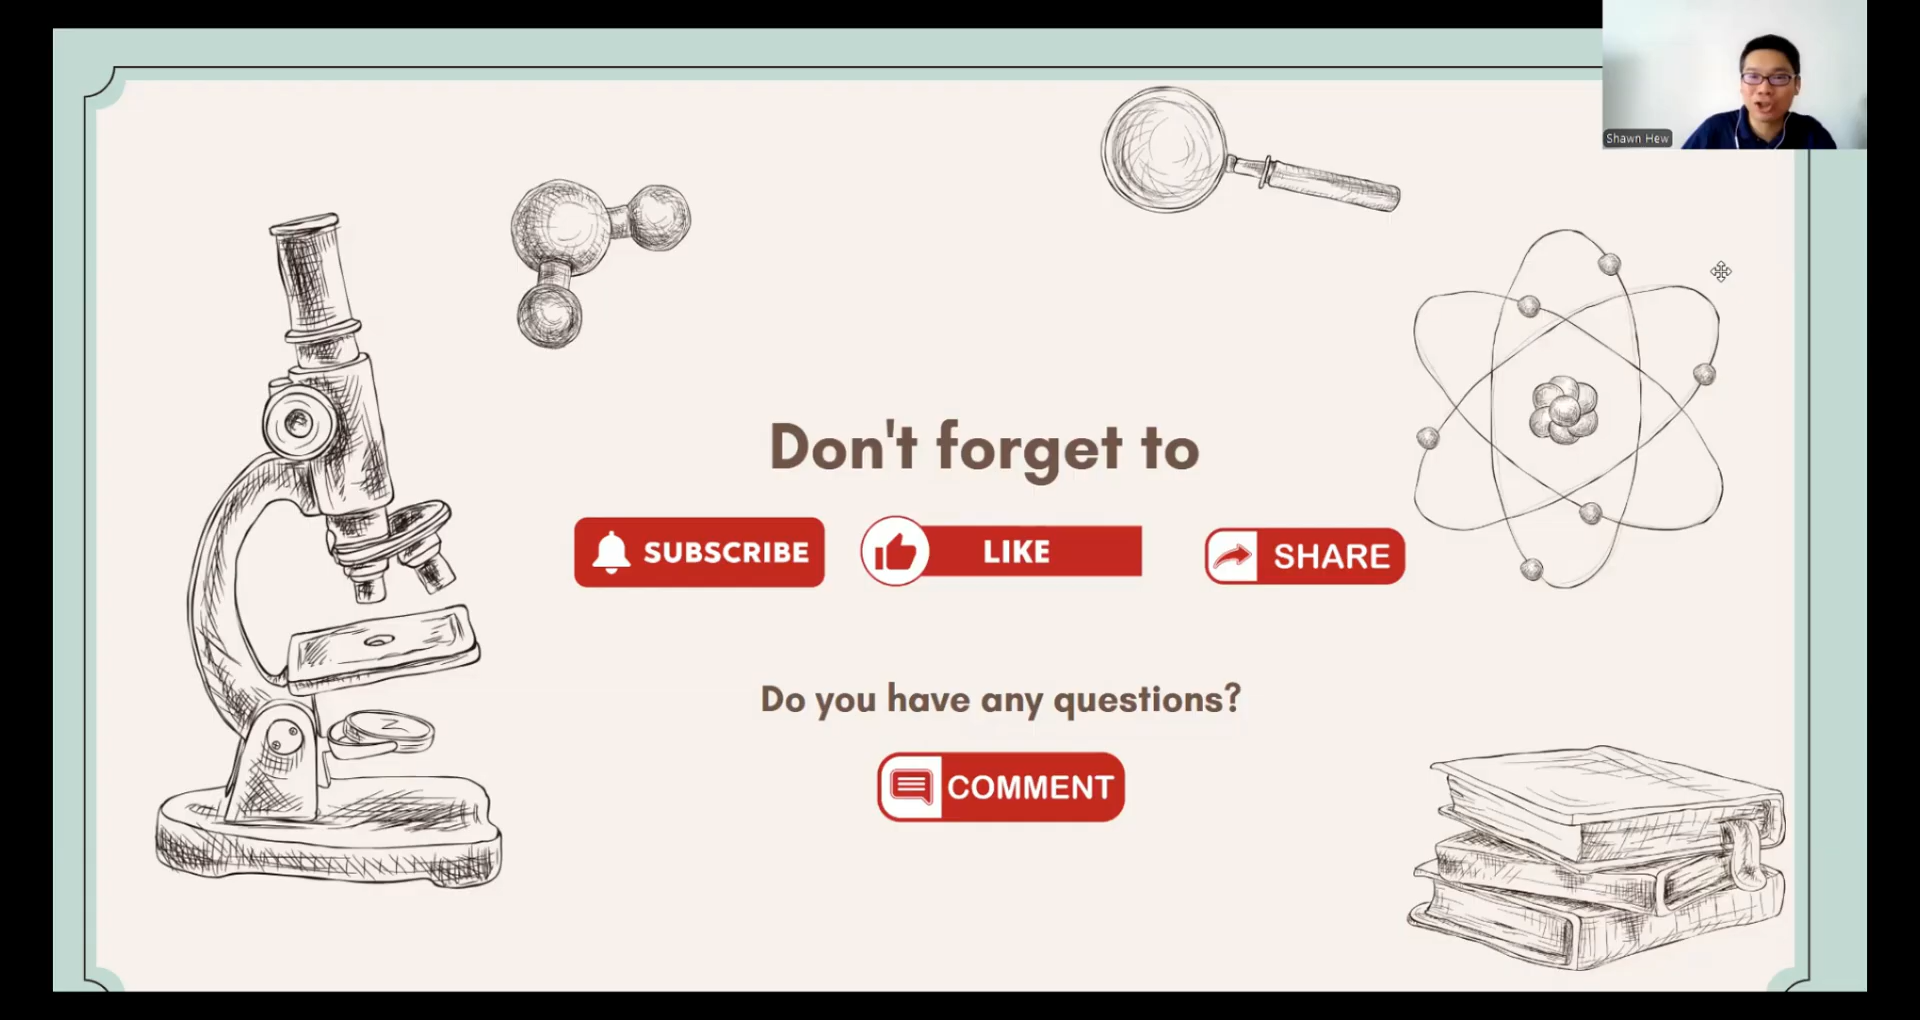 Shawn Hew
Don't forget to
SUBSCRIBE
LIKE
SHARE
Do you have any questions?
COMMENT